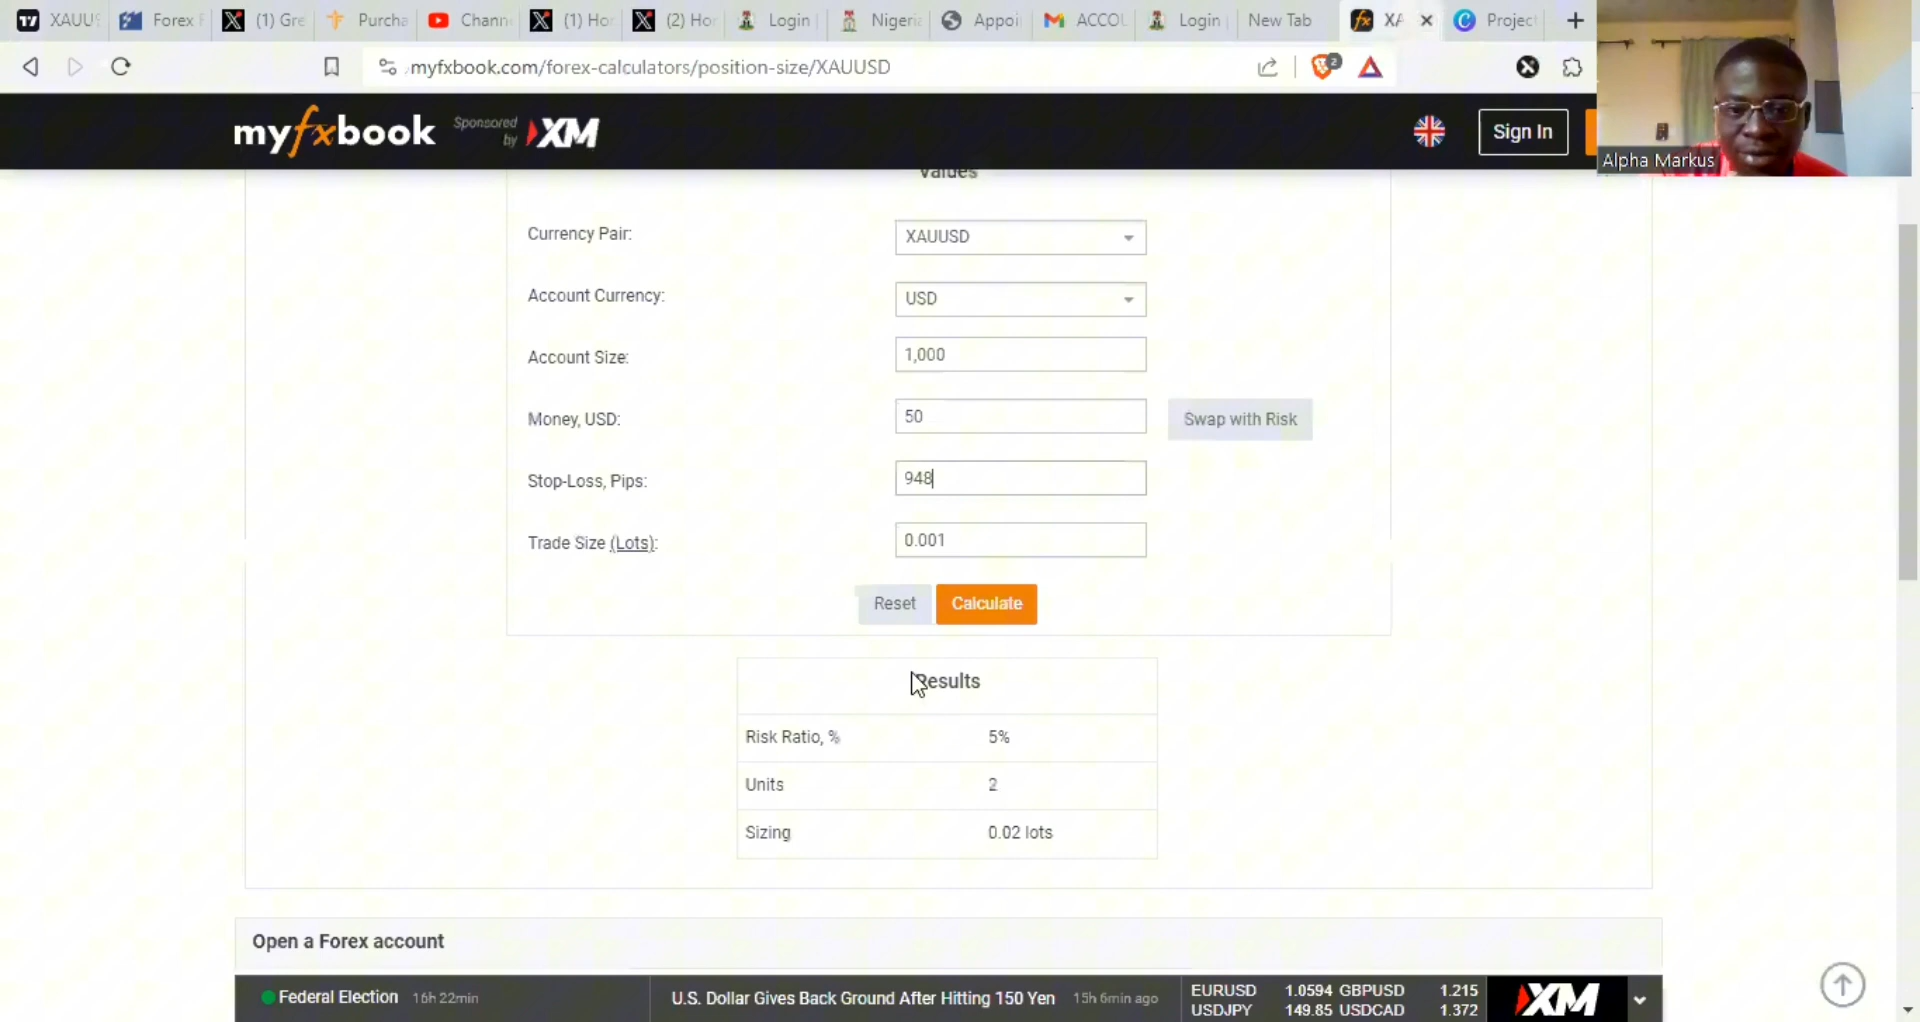 XAUUS
Forex F
(1) Gre
Purcha
Chann
(1) Hor
(2) Ho
Login
Nigeria
Appoi
ACCOU
Login
New Tab
XA
Project
myfxbook.com/forex-calculators/position-size/XAUUSD
2
myfxbook
Sponsored by XM
Sign In
Alpha Markus
Values
Currency Pair: XAUUSD
Account Currency: USD
Account Size: 1,000
Money, USD: 50 Swap with Risk
Stop-Loss, Pips: 948
Trade Size (Lots): 0.001
Reset Calculate
Results
Risk Ratio, % 5%
Units 2
Sizing 0.02 lots
Open a Forex account
Federal Election 16h 22min
U.S. Dollar Gives Back Ground After Hitting 150 Yen 15h 6min ago
EURUSD 1.0594 GBPUSD 1.215
USDJPY 149.85 USDCAD 1.372
XM